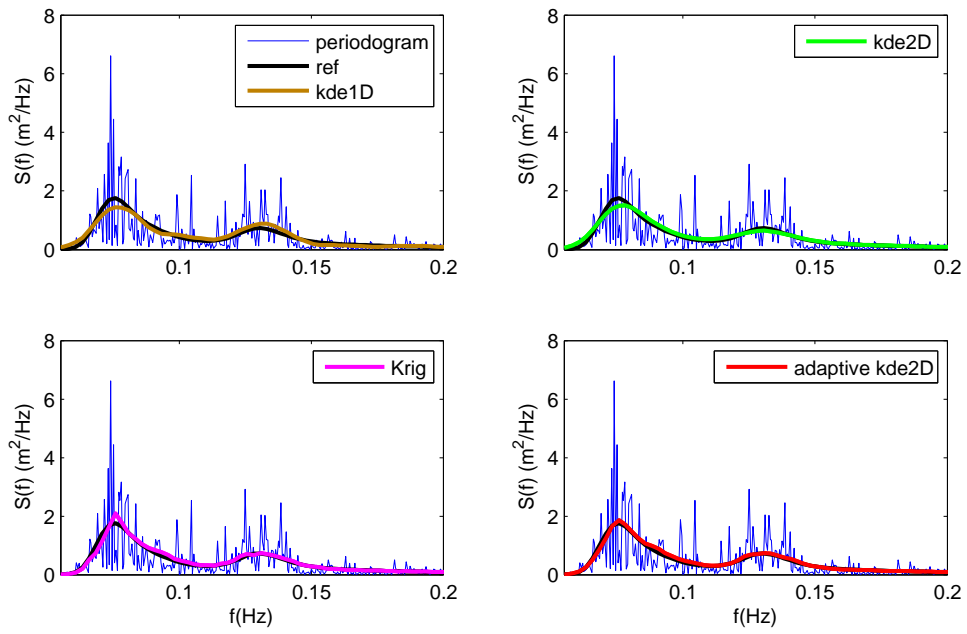 8
6
4
2
0
S(f) (m²/Hz)
periodogram
ref
kde1D
0.1
0.15
0.2
8
6
4
2
0
S(f) (m²/Hz)
kde2D
0.1
0.15
0.2
8
6
4
2
0
S(f) (m²/Hz)
Krig
0.1
0.15
0.2
f(Hz)
8
6
4
2
0
S(f) (m²/Hz)
adaptive kde2D
0.1
0.15
0.2
f(Hz)